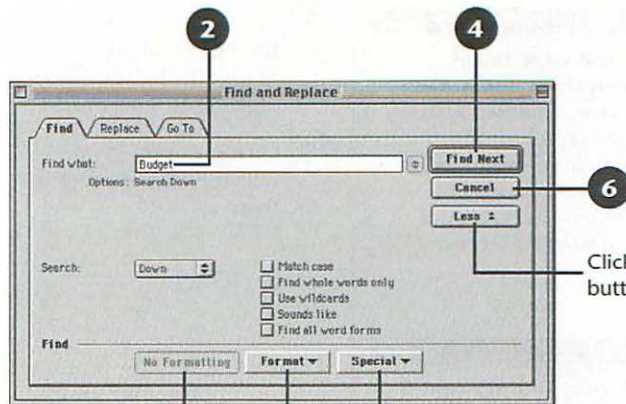 2
4
Find and Replace
Find Replace Go To
Find what: Budget Find Next
Options: Search Down
Cancel 6
Less
Click
butt
Search: Down
Match case
Find whole words only
Use wildcards
Sounds like
Find all word forms
Find
No Formatting Format Special